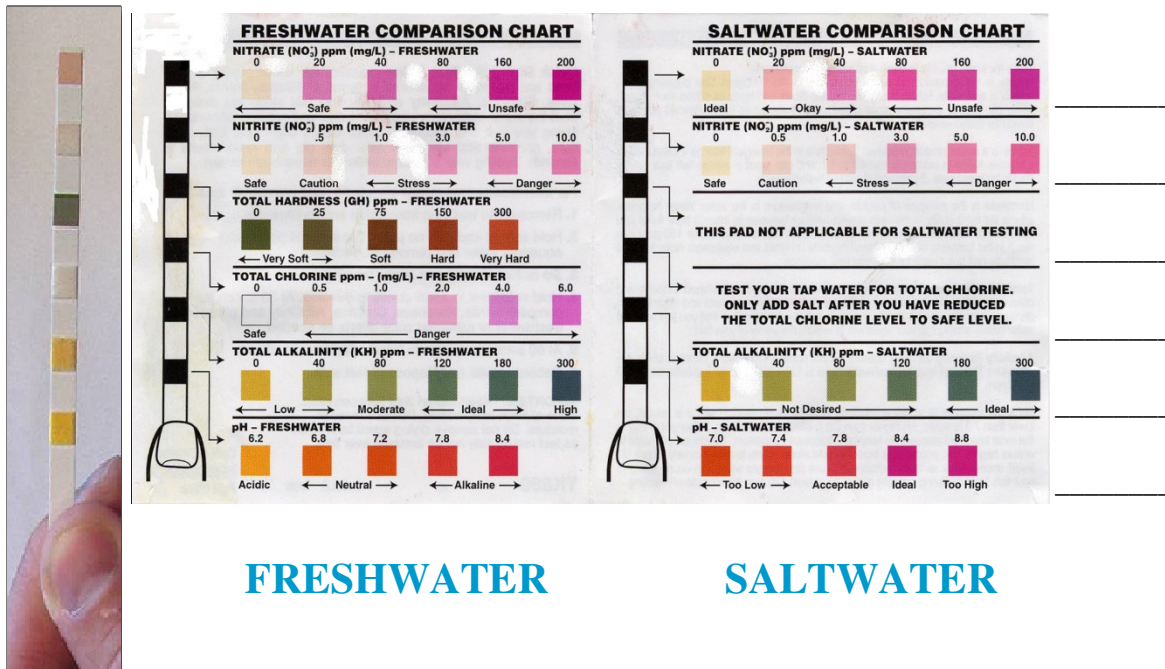 FRESHWATER COMPARISON CHART
NITRATE (NO₃⁻) ppm (mg/L) – FRESHWATER
0 20 40 80 160 200
Safe Unsafe
NITRITE (NO₂⁻) ppm (mg/L) – FRESHWATER
0 .5 1.0 3.0 5.0 10.0
Safe Caution Stress Danger
TOTAL HARDNESS (GH) ppm – FRESHWATER
0 25 75 150 300
Very Soft Soft Hard Very Hard
TOTAL CHLORINE ppm – (mg/L) – FRESHWATER
0 0.5 1.0 2.0 4.0 6.0
Safe Danger
TOTAL ALKALINITY (KH) ppm – FRESHWATER
0 40 80 120 180 300
Low Moderate Ideal High
pH – FRESHWATER
6.2 6.8 7.2 7.8 8.4
Acidic Neutral Alkaline
SALTWATER COMPARISON CHART
NITRATE (NO₃⁻) ppm (mg/L) – SALTWATER
0 20 40 80 160 200
Ideal Okay Unsafe
NITRITE (NO₂⁻) ppm (mg/L) – SALTWATER
0 0.5 1.0 3.0 5.0 10.0
Safe Caution Stress Danger
THIS PAD NOT APPLICABLE FOR SALTWATER TESTING
TEST YOUR TAP WATER FOR TOTAL CHLORINE.
ONLY ADD SALT AFTER YOU HAVE REDUCED
THE TOTAL CHLORINE LEVEL TO SAFE LEVEL.
TOTAL ALKALINITY (KH) ppm – SALTWATER
0 40 80 120 180 300
Not Desired Ideal
pH – SALTWATER
7.0 7.4 7.8 8.4 8.8
Too Low Acceptable Ideal Too High
FRESHWATER
SALTWATER